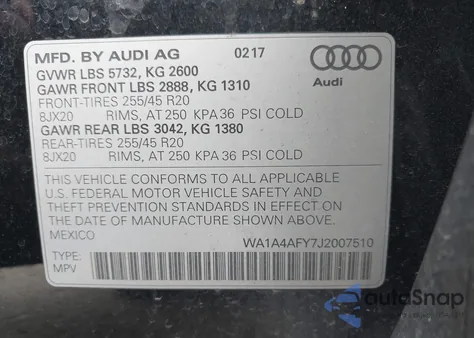 MFD. BY AUDI AG 0217
GVWR LBS 5732, KG 2600
GAWR FRONT LBS 2888, KG 1310
FRONT-TIRES 255/45 R20
8JX20 RIMS, AT 250 KPA 36 PSI COLD
GAWR REAR LBS 3042, KG 1380
REAR-TIRES 255/45 R20
8JX20 RIMS, AT 250 KPA 36 PSI COLD
Audi
THIS VEHICLE CONFORMS TO ALL APPLICABLE
U.S. FEDERAL MOTOR VEHICLE SAFETY AND
THEFT PREVENTION STANDARDS IN EFFECT ON
THE DATE OF MANUFACTURE SHOWN ABOVE.
MEXICO WA1A4AFY7J2007510
TYPE:
MPV
autoSnap